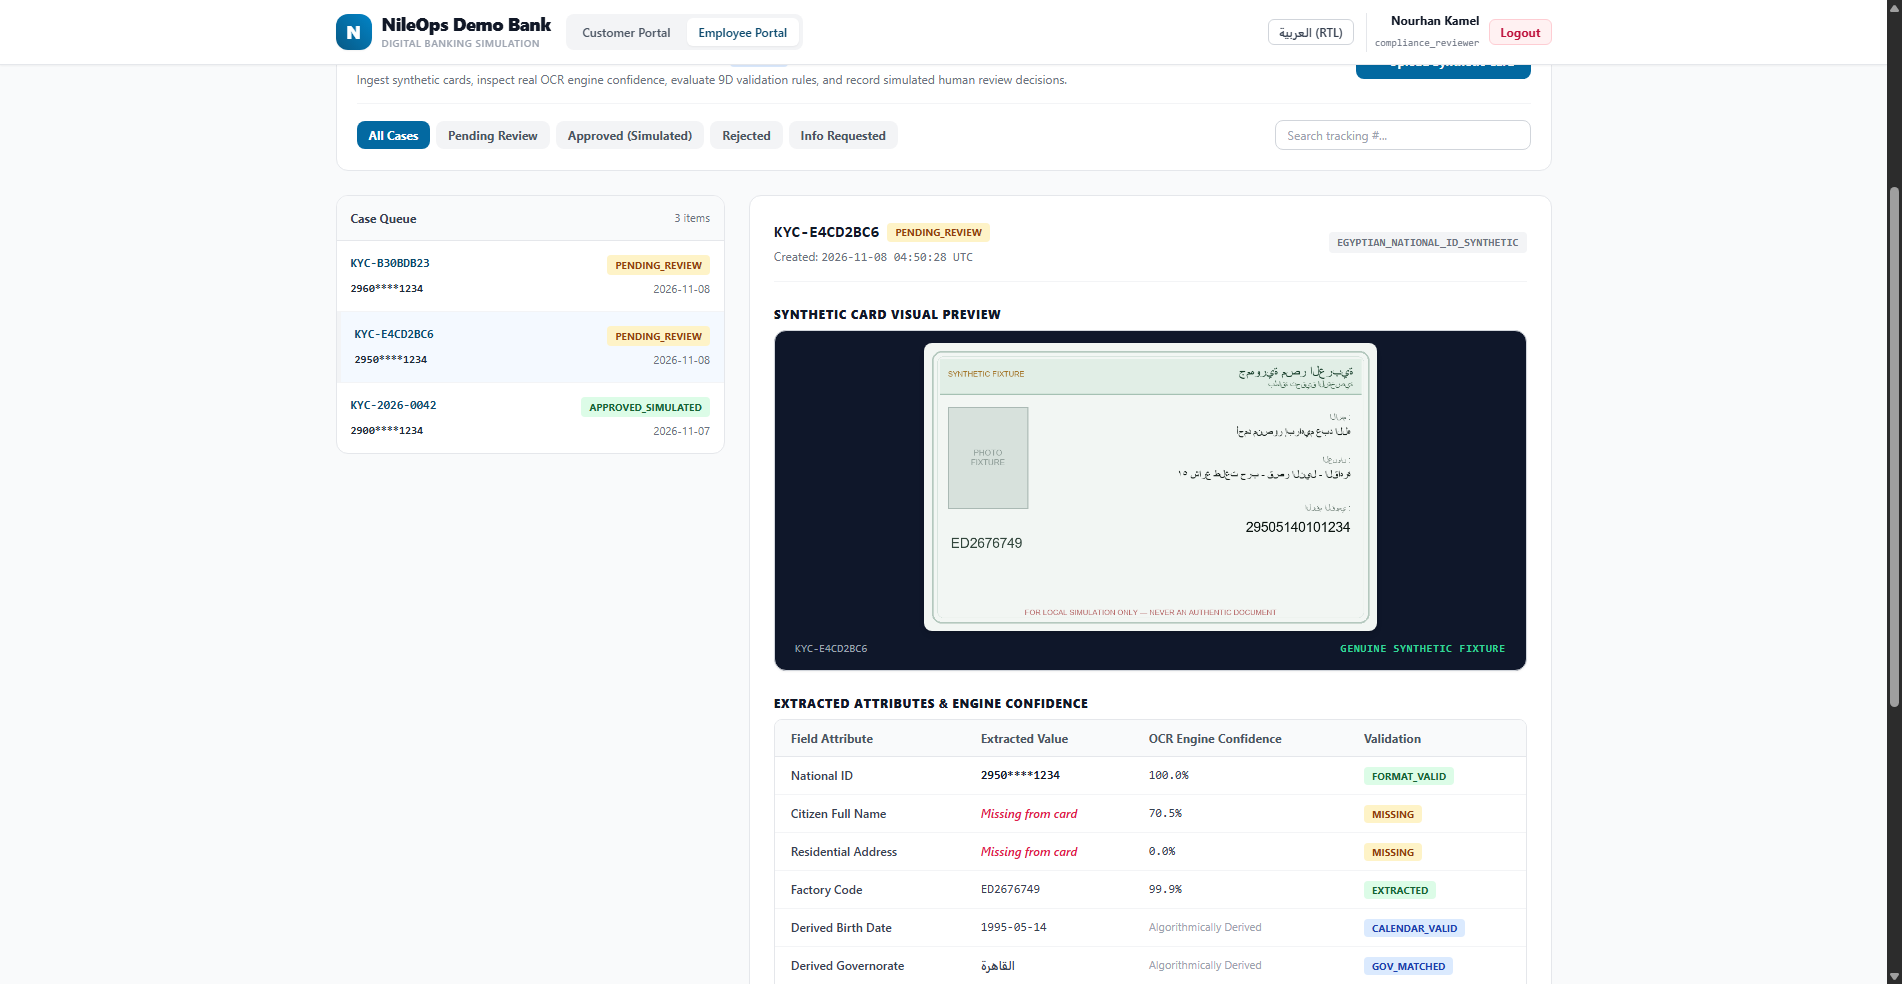 N
NileOps Demo Bank
DIGITAL BANKING SIMULATION
Customer Portal
Employee Portal
العربية (RTL)
Nourhan Kamel
compliance_reviewer
Logout
Ingest synthetic cards, inspect real OCR engine confidence, evaluate 9D validation rules, and record simulated human review decisions.
All Cases
Pending Review
Approved (Simulated)
Rejected
Info Requested
Search tracking #...
Case Queue
3 items
KYC-B30BDB23
PENDING_REVIEW
2960****1234
2026-11-08
KYC-E4CD2BC6
PENDING_REVIEW
2950****1234
2026-11-08
KYC-2026-0042
APPROVED_SIMULATED
2900****1234
2026-11-07
KYC-E4CD2BC6
PENDING_REVIEW
Created: 2026-11-08 04:50:28 UTC
EGYPTIAN_NATIONAL_ID_SYNTHETIC
SYNTHETIC CARD VISUAL PREVIEW
SYNTHETIC FIXTURE
PHOTO
FIXTURE
29505140101234
ED2676749
FOR LOCAL SIMULATION ONLY — NEVER AN AUTHENTIC DOCUMENT
KYC-E4CD2BC6
GENUINE SYNTHETIC FIXTURE
EXTRACTED ATTRIBUTES & ENGINE CONFIDENCE
Field Attribute
Extracted Value
OCR Engine Confidence
Validation
National ID
2950****1234
100.0%
FORMAT_VALID
Citizen Full Name
Missing from card
70.5%
MISSING
Residential Address
Missing from card
0.0%
MISSING
Factory Code
ED2676749
99.9%
EXTRACTED
Derived Birth Date
1995-05-14
Algorithmically Derived
CALENDAR_VALID
Derived Governorate
القاهرة
Algorithmically Derived
GOV_MATCHED